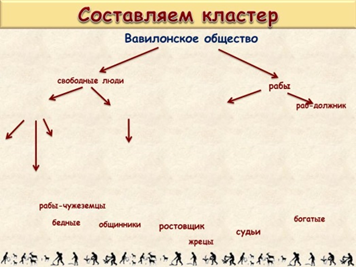 Составляем кластер
Вавилонское общество
свободные люди
рабы
раб-должник
рабы-чужеземцы
бедные
общинники
ростовщик
жрецы
судьи
богатые